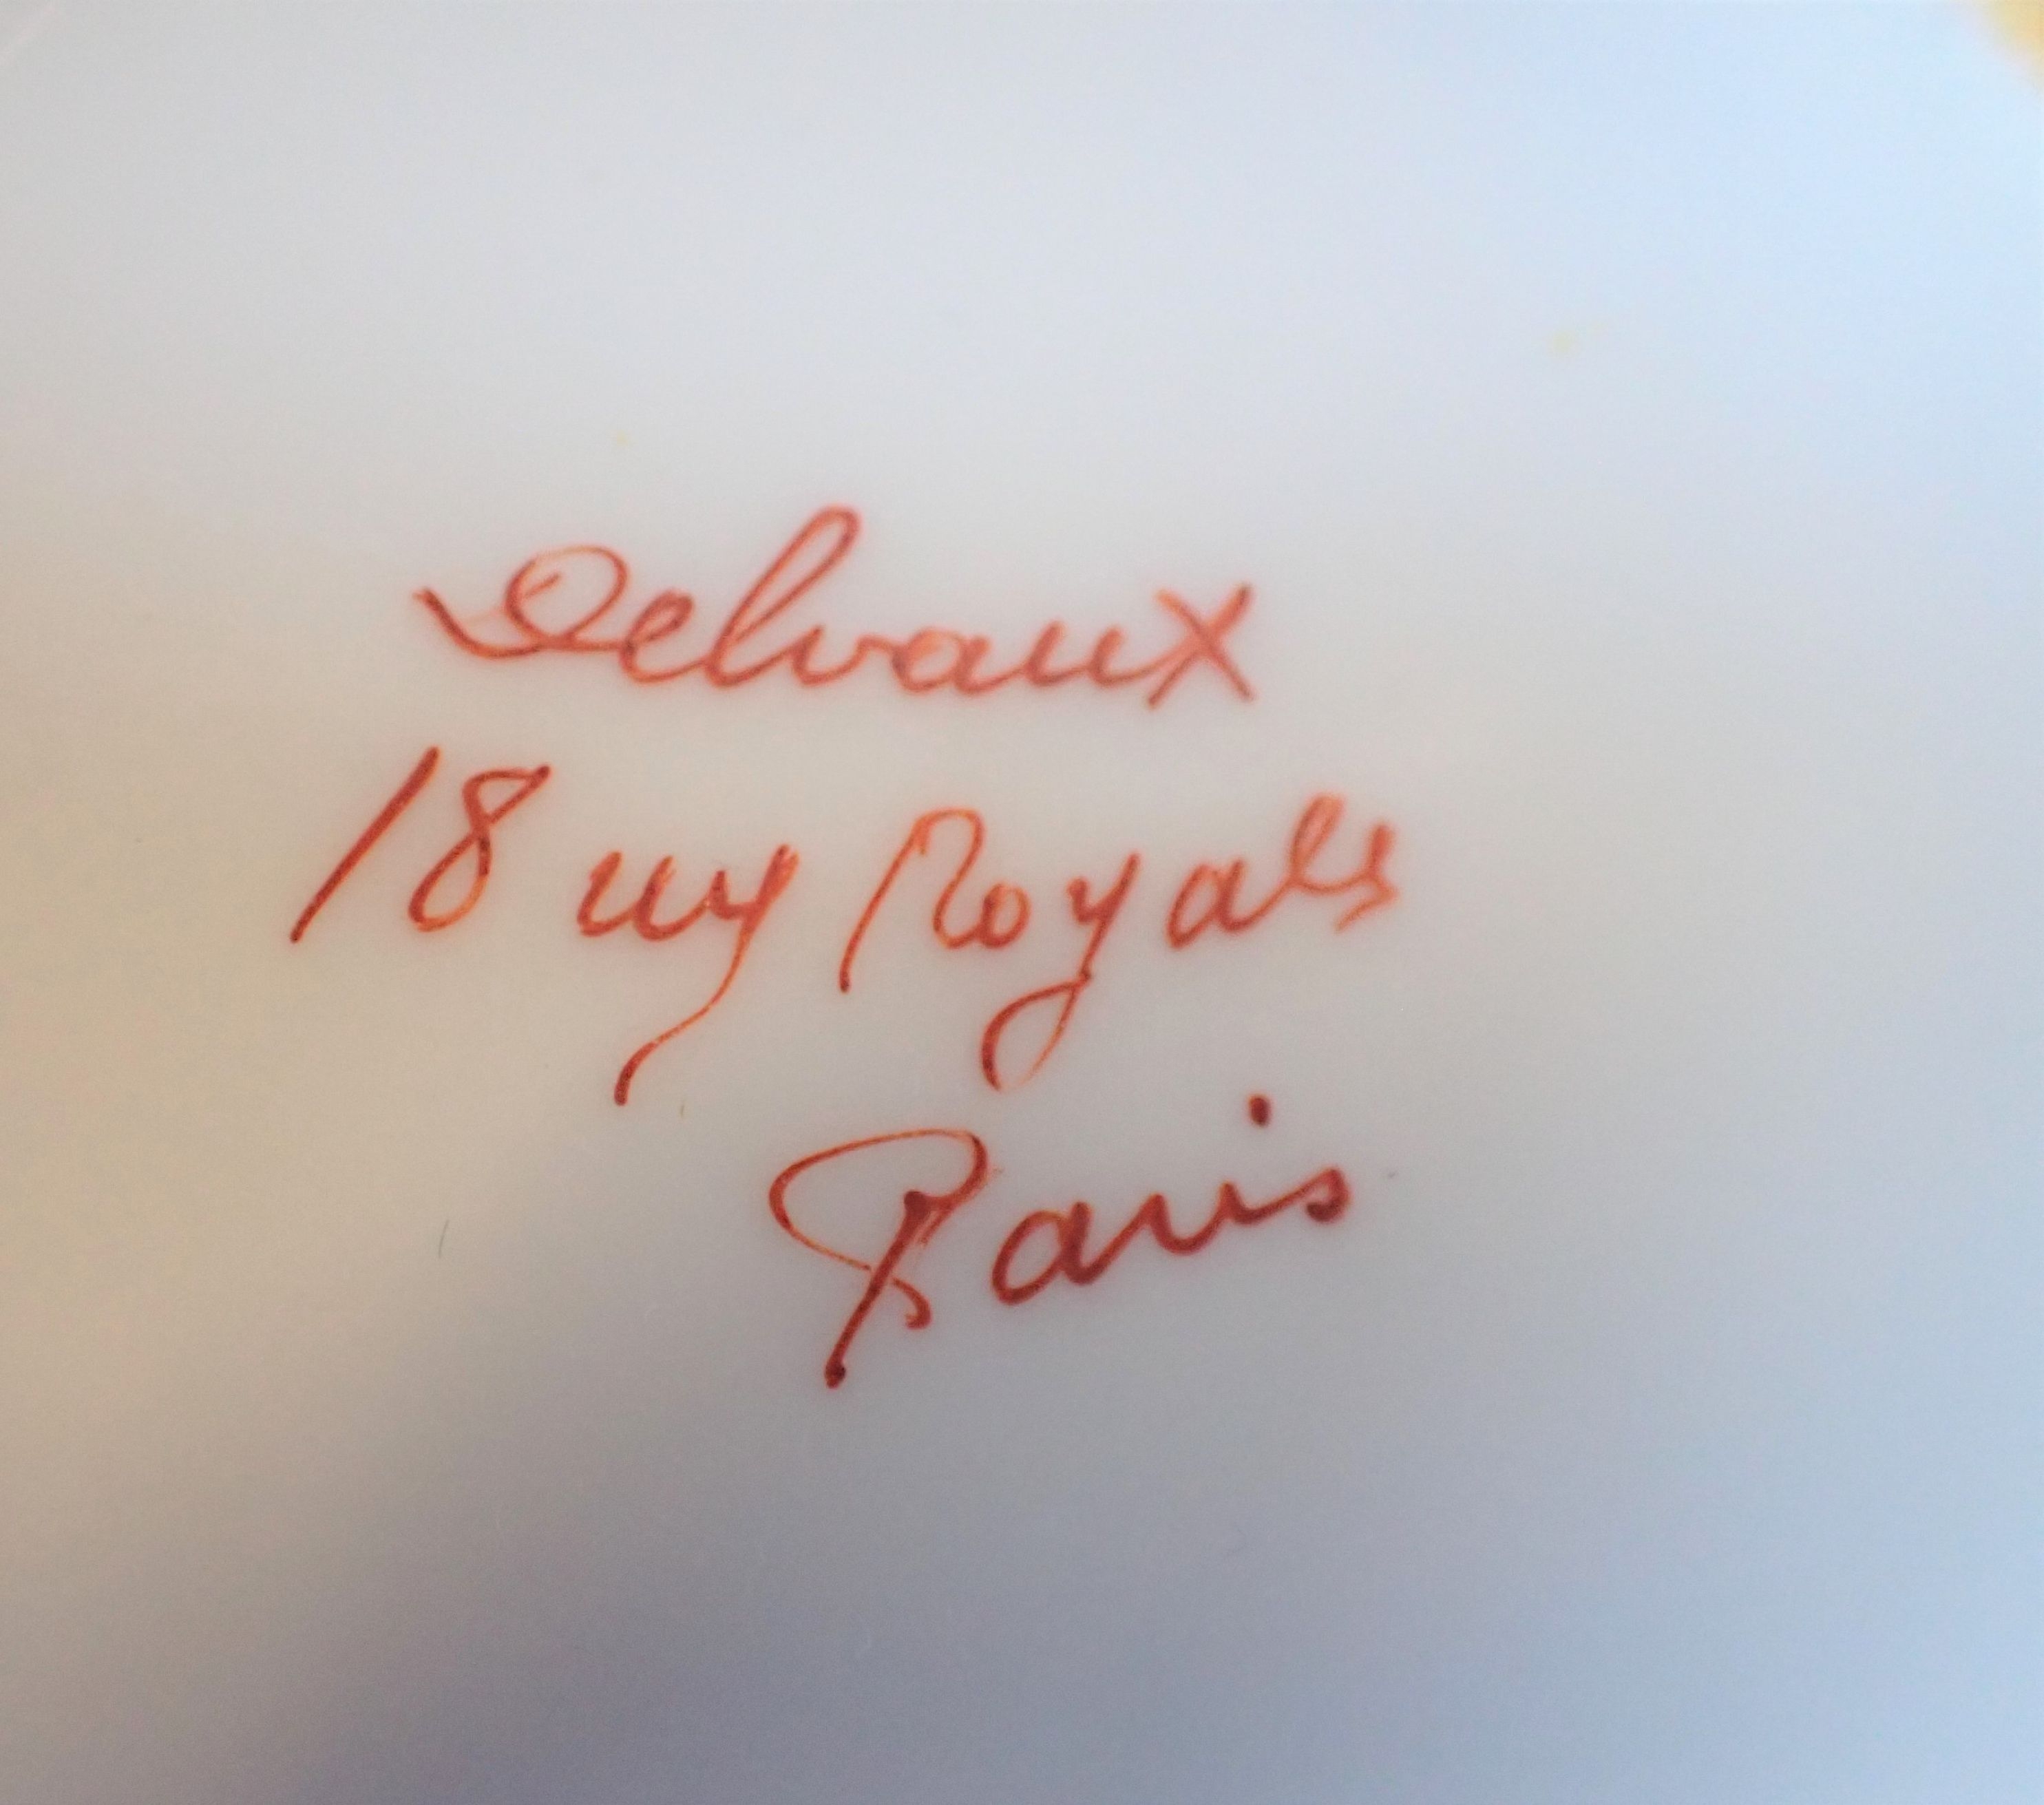 Delvaux
18 rue Royale
Paris